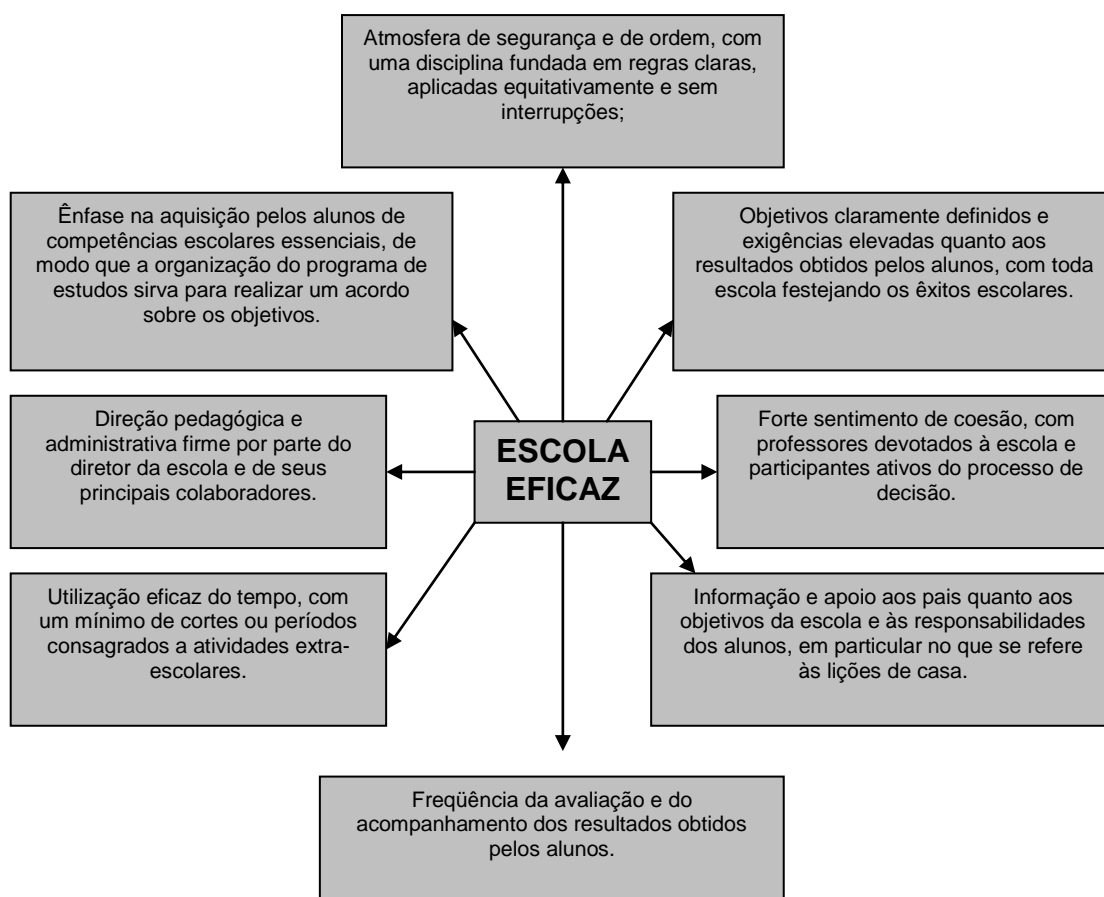 Atmosfera de segurança e de ordem, com
uma disciplina fundada em regras claras,
aplicadas equitativamente e sem
interrupções;
Ênfase na aquisição pelos alunos de
competências escolares essenciais, de
modo que a organização do programa de
estudos sirva para realizar um acordo
sobre os objetivos.
Objetivos claramente definidos e
exigências elevadas quanto aos
resultados obtidos pelos alunos, com toda
escola festejando os êxitos escolares.
Direção pedagógica e
administrativa firme por parte do
diretor da escola e de seus
principais colaboradores.
ESCOLA
EFICAZ
Forte sentimento de coesão, com
professores devotados à escola e
participantes ativos do processo de
decisão.
Utilização eficaz do tempo, com
um mínimo de cortes ou períodos
consagrados a atividades extra-
escolares.
Informação e apoio aos pais quanto aos
objetivos da escola e às responsabilidades
dos alunos, em particular no que se refere
às lições de casa.
Freqüência da avaliação e do
acompanhamento dos resultados obtidos
pelos alunos.